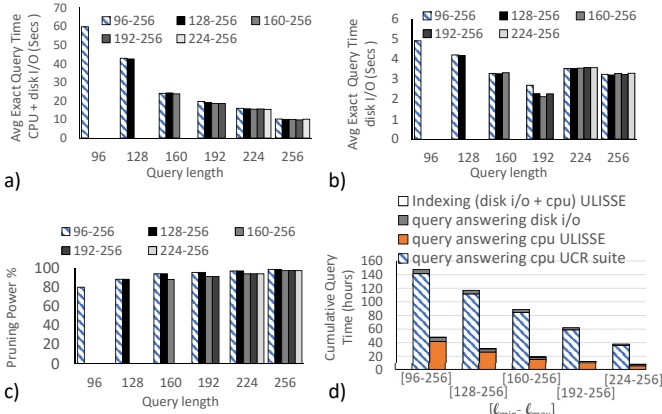 96-256 128-256 160-256
192-256 224-256
Avg Exact Query Time
CPU + disk I/O (Secs)
70
60
50
40
30
20
10
0
96 128 160 192 224 256
Query length
a)
96-256 128-256 160-256
192-256 224-256
Avg Exact Query Time
disk I/O (Secs )
6
5
4
3
2
1
0
96 128 160 192 224 256
Query length
b)
96-256 128-256 160-256
192-256 224-256
Pruning Power %
100
80
60
40
20
0
96 128 160 192 224 256
Query length
c)
Indexing (disk i/o + cpu) ULISSE
query answering disk i/o
query answering cpu ULISSE
query answering cpu UCR suite
Cumulative Query
Time (hours)
160
140
120
100
80
60
40
20
0
[96-256] [160-256] [224-256]
[128-256] [192-256]
[ℓmin- ℓmax]
d)